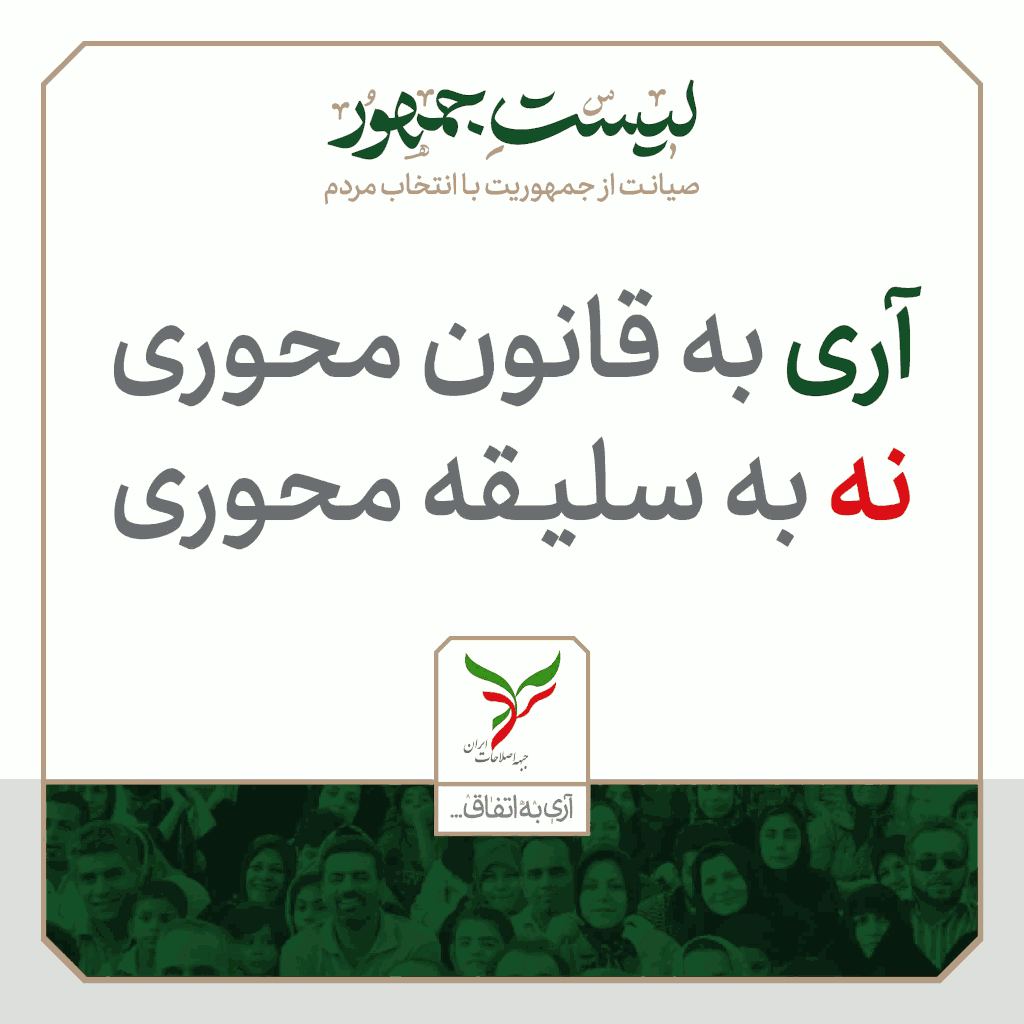 لیستِ جمهور
صیانت از جمهوریت با انتخاب مردم
آری به قانون محوری
نه به سلیقه محوری
جبهه اصلاحات ایران
آری به اتفاق...